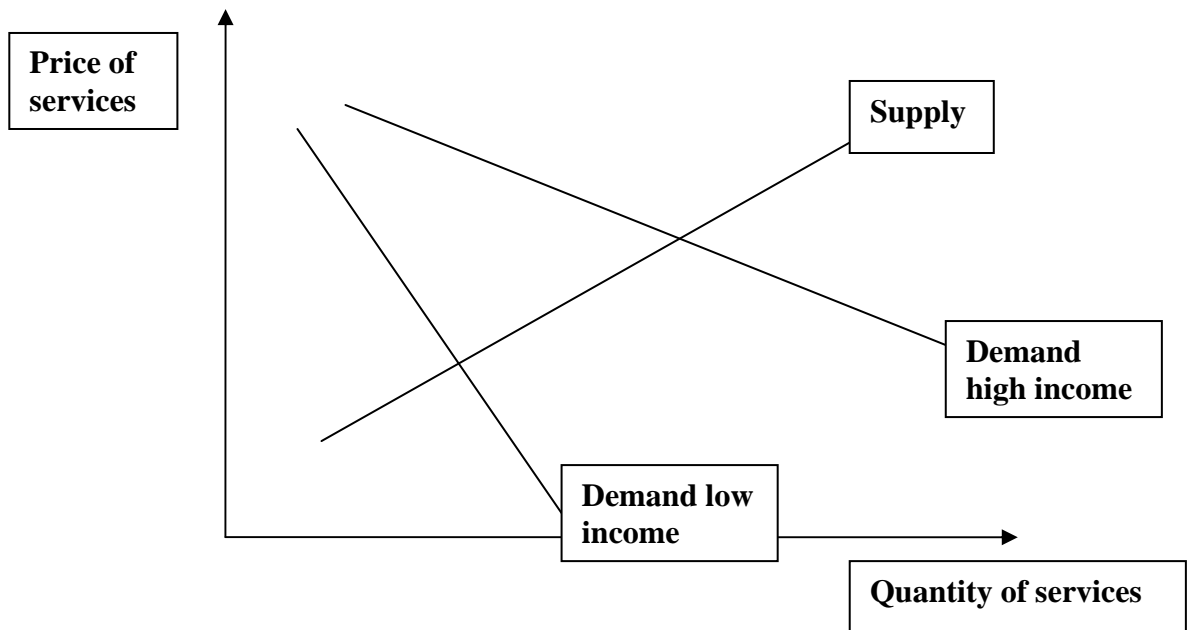 Price of
services
Supply
Demand
high income
Demand low
income
Quantity of services